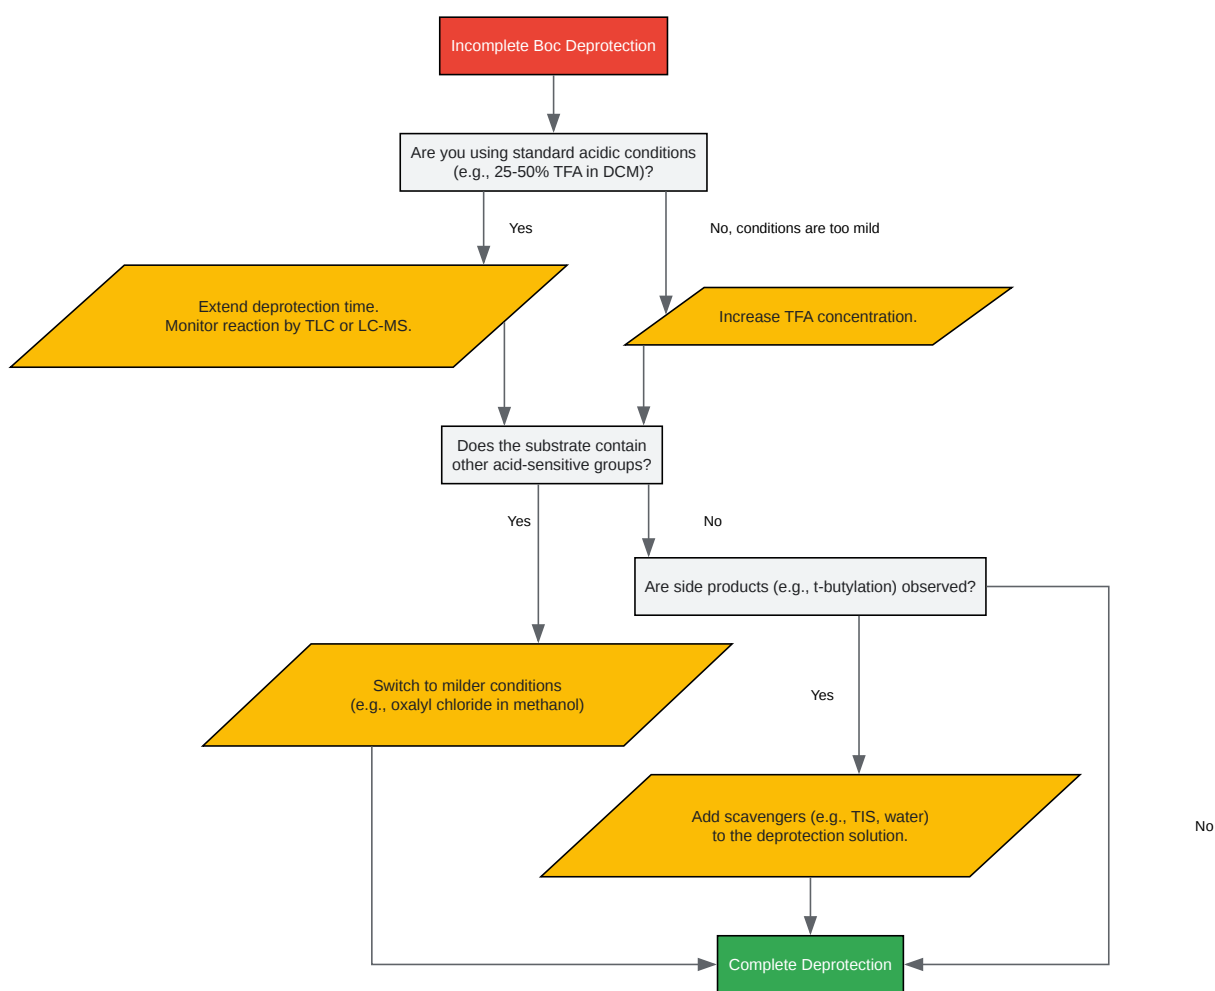 Incomplete Boc Deprotection
Are you using standard acidic conditions
(e.g., 25-50% TFA in DCM)?
Yes
No, conditions are too mild
Extend deprotection time.
Monitor reaction by TLC or LC-MS.
Increase TFA concentration.
Does the substrate contain
other acid-sensitive groups?
Yes
No
Are side products (e.g., t-butylation) observed?
Switch to milder conditions
(e.g., oxalyl chloride in methanol)
Yes
Add scavengers (e.g., TIS, water)
to the deprotection solution.
No
Complete Deprotection